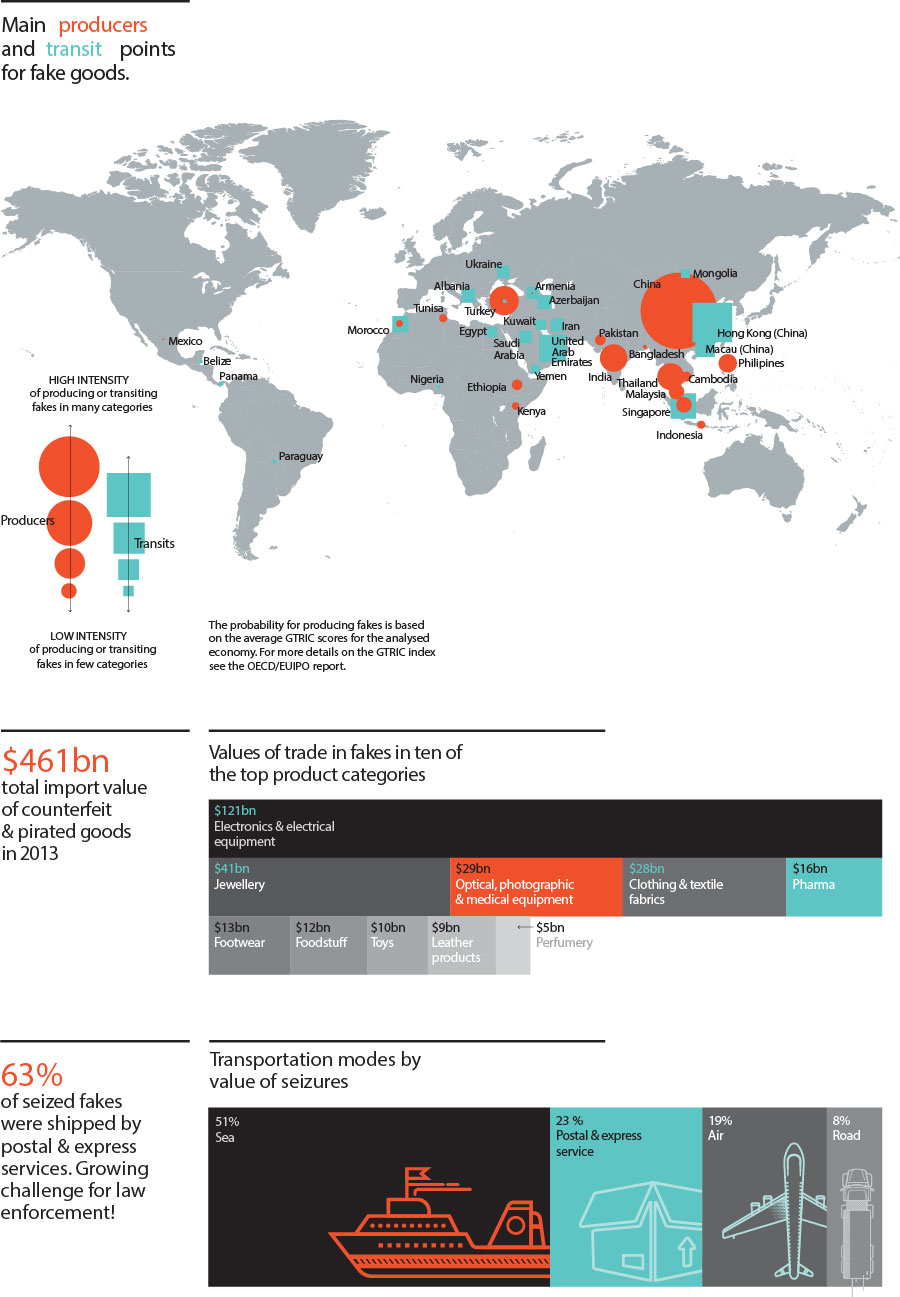 Main producers
and transit points
for fake goods.
Ukraine
Albania
Armenia
Azerbaijan
Tunisa
Turkey
Morocco
Egypt
Kuwait
Iran
Saudi
Arabia
United
Arab
Emirates
Yemen
Nigeria
Ethiopia
Kenya
Mongolia
China
Hong Kong (China)
Macau (China)
Pakistan
Bangladesh
India
Philipines
Thailand
Cambodia
Malaysia
Singapore
Indonesia
Mexico
Belize
Panama
Paraguay
HIGH INTENSITY
of producing or transiting
fakes in many categories
Producers
Transits
LOW INTENSITY
of producing or transiting
fakes in few categories
The probability for producing fakes is based
on the average GTRIC scores for the analysed
economy. For more details on the GTRIC index
see the OECD/EUIPO report.
$461bn
total import value
of counterfeit
& pirated goods
in 2013
Values of trade in fakes in ten of
the top product categories
$121bn
Electronics & electrical
equipment
$41bn
Jewellery
$29bn
Optical, photographic
& medical equipment
$28bn
Clothing & textile
fabrics
$16bn
Pharma
$13bn
Footwear
$12bn
Foodstuff
$10bn
Toys
$9bn
Leather
products
$5bn
Perfumery
63%
of seized fakes
were shipped by
postal & express
services. Growing
challenge for law
enforcement!
Transportation modes by
value of seizures
51%
Sea
23 %
Postal & express
service
19%
Air
8%
Road